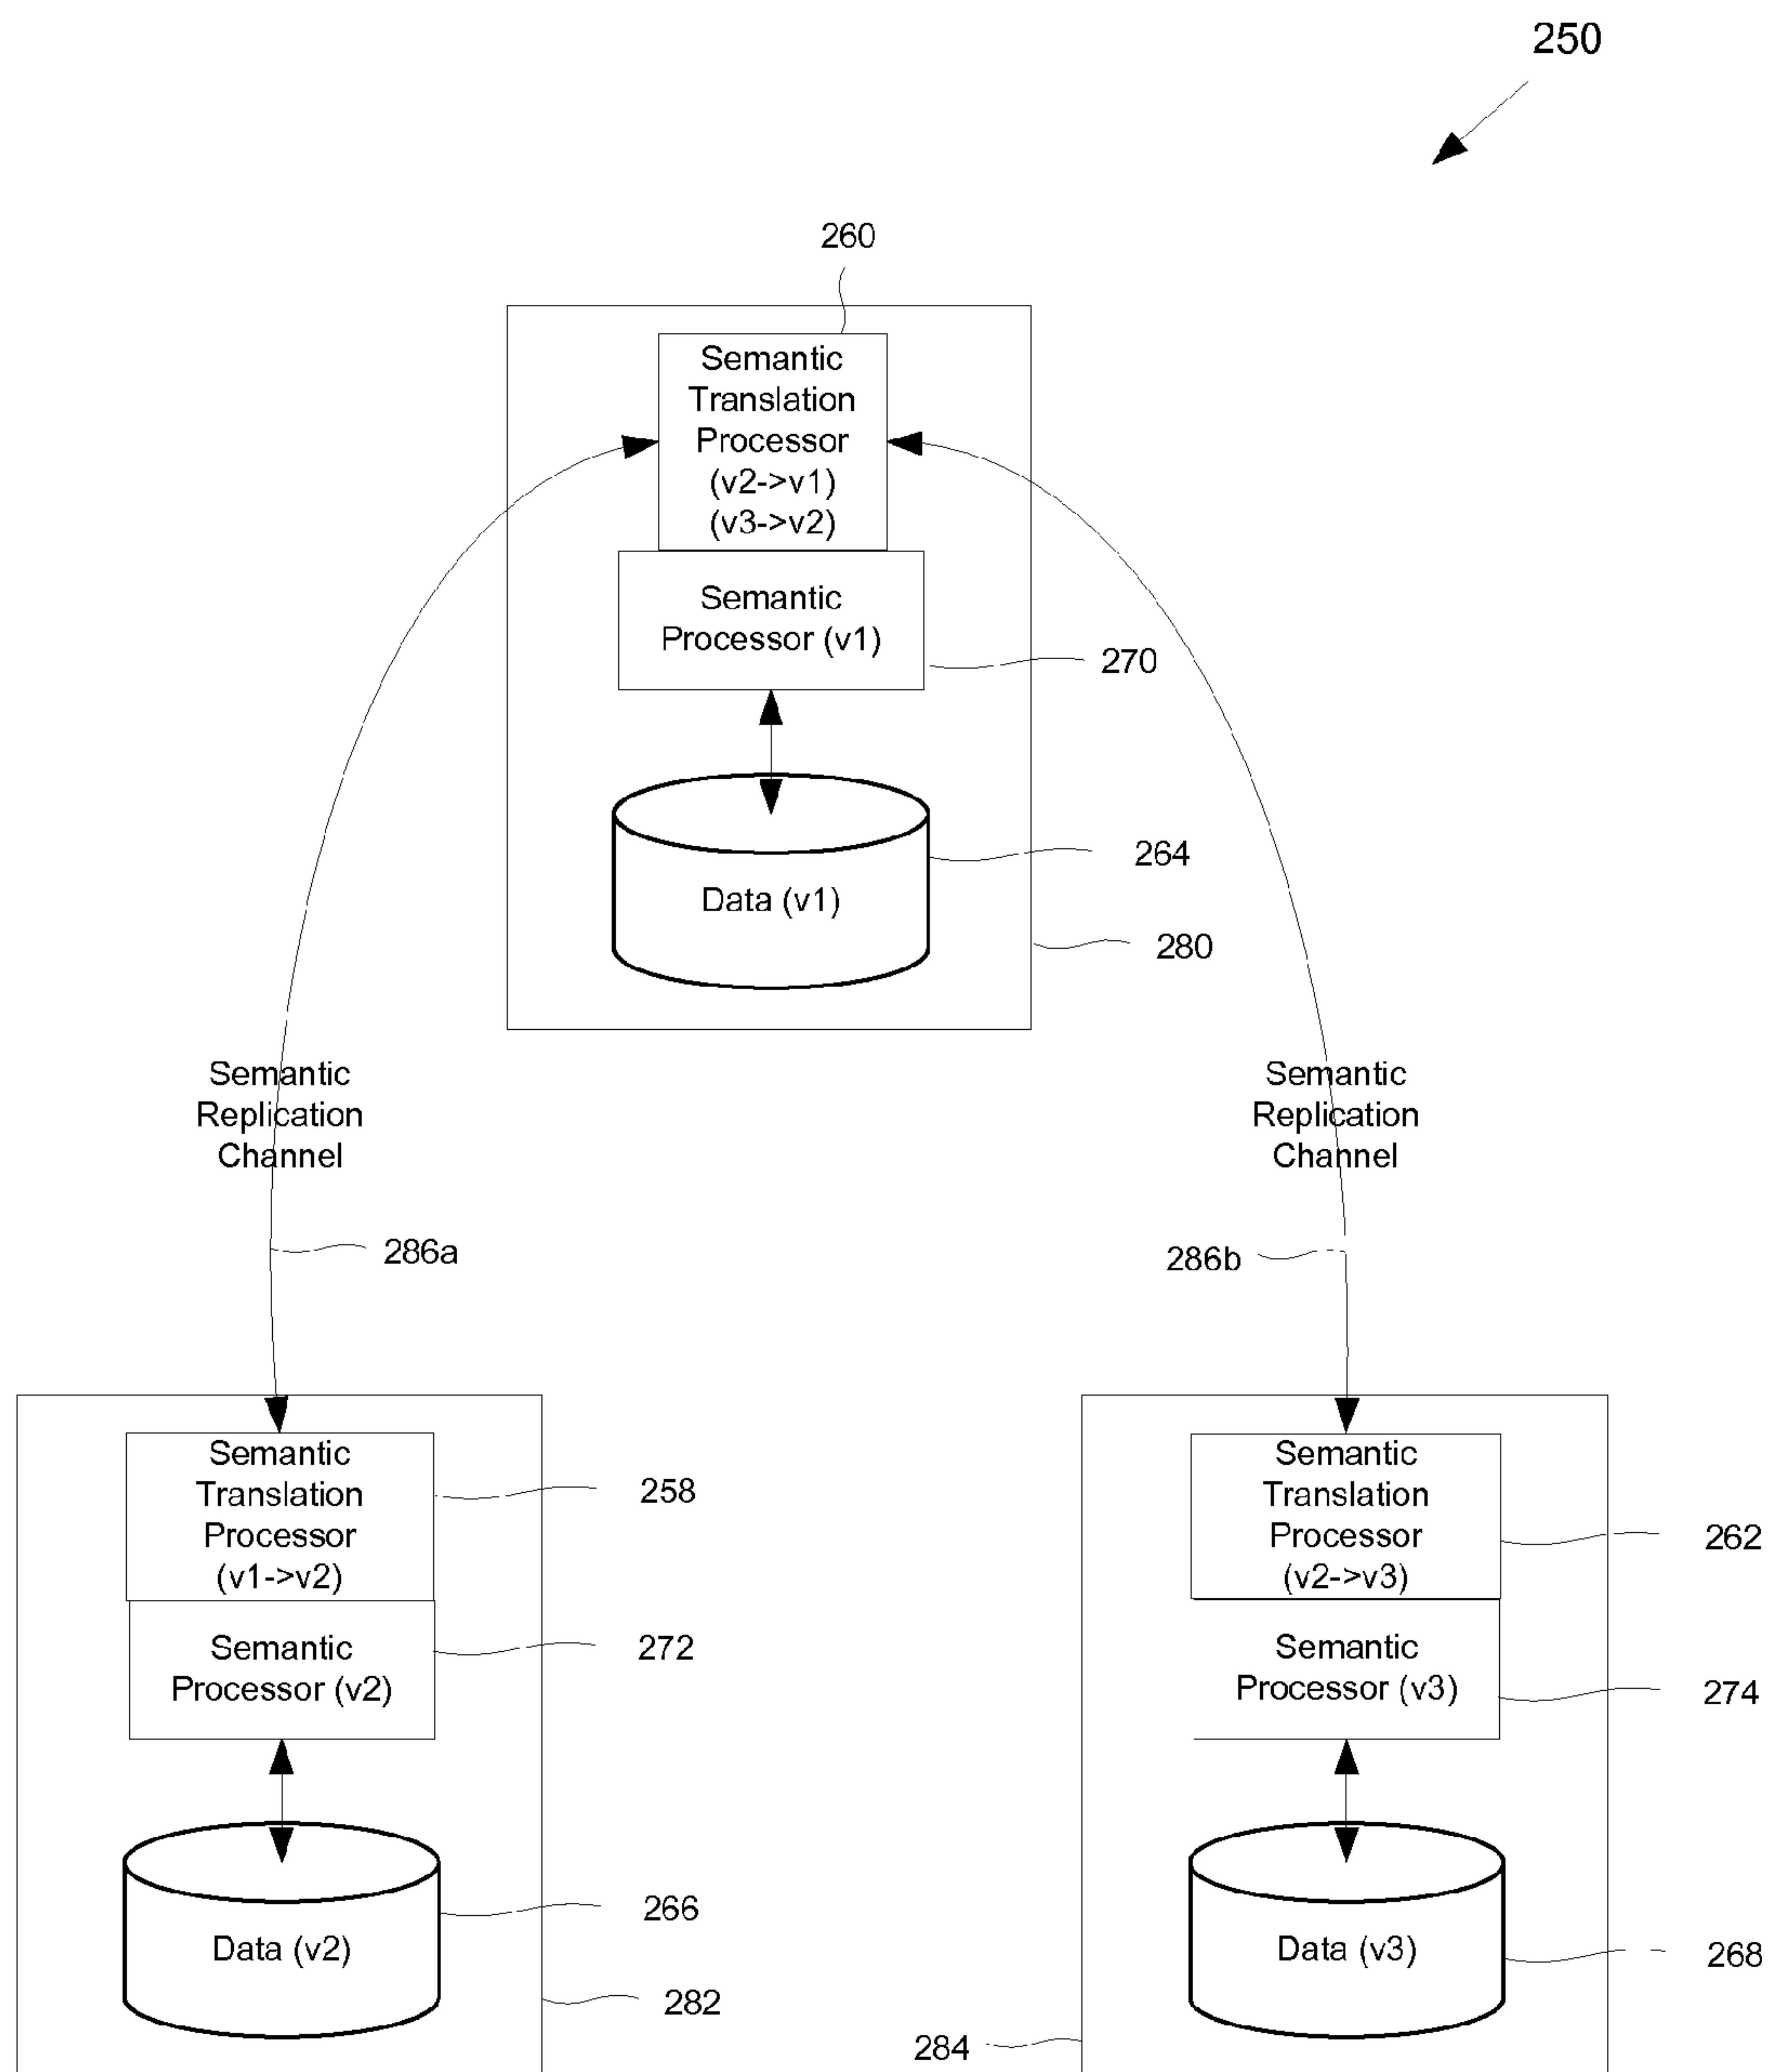 250
260
Semantic
Translation
Processor
(v2->v1)
(v3->v2)
Semantic
Processor (v1)
270
264
Data (v1)
280
Semantic
Replication
Channel
Semantic
Replication
Channel
286a
286b
Semantic
Translation
Processor
(v1->v2)
258
Semantic
Translation
Processor
(v2->v3)
262
Semantic
Processor (v2)
272
Semantic
Processor (v3)
274
Data (v2)
266
282
Data (v3)
268
284